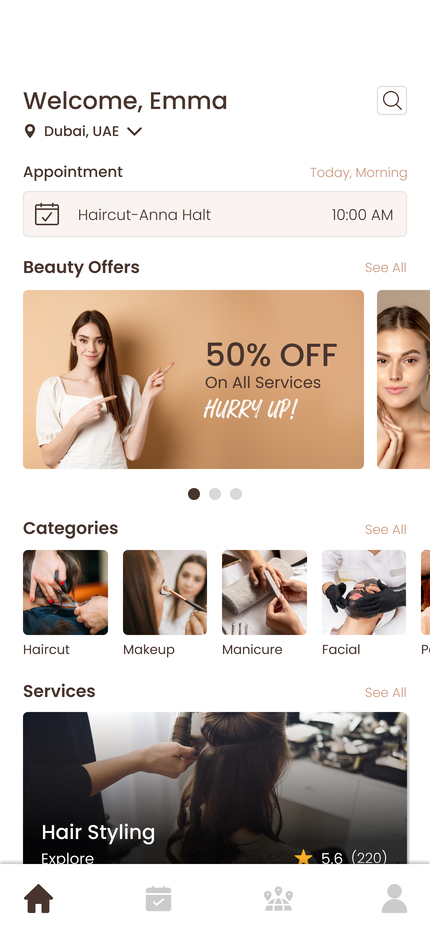 Welcome, Emma
Dubai, UAE
Appointment
Today, Morning
Haircut-Anna Halt
10:00 AM
Beauty Offers
See All
50% OFF
On All Services
HURRY UP!
Categories
See All
Haircut
Makeup
Manicure
Facial
Services
See All
Hair Styling
Explore
5.6 (220)